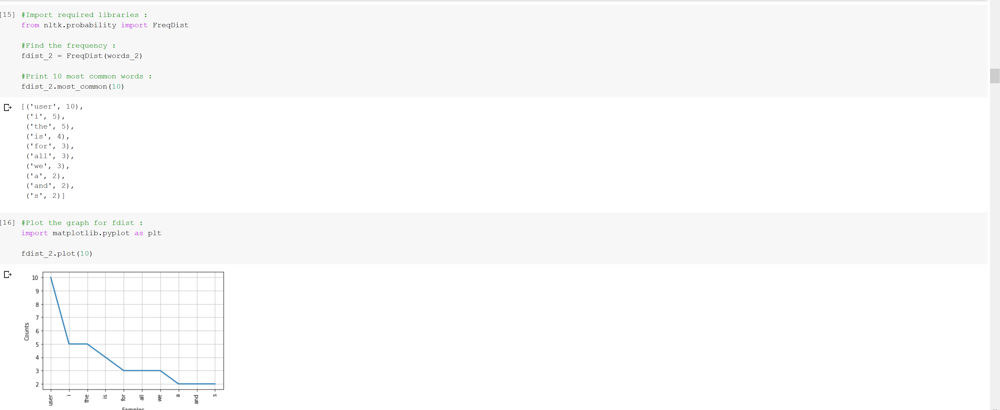 [15] #Import required libraries :
from nltk.probability import FreqDist
#Find the frequency :
fdist_2 = FreqDist(words_2)
#Print 10 most common words :
fdist_2.most_common(10)
[('user', 10),
('i', 5),
('the', 5),
('is', 4),
('for', 3),
('all', 3),
('we', 3),
('a', 2),
('and', 2),
('s', 2)]
[16] #Plot the graph for fdist :
import matplotlib.pyplot as plt
fdist_2.plot(10)
10
9
8
7
6
5
4
3
2
Counts
user i the is for all we a and s
Samples